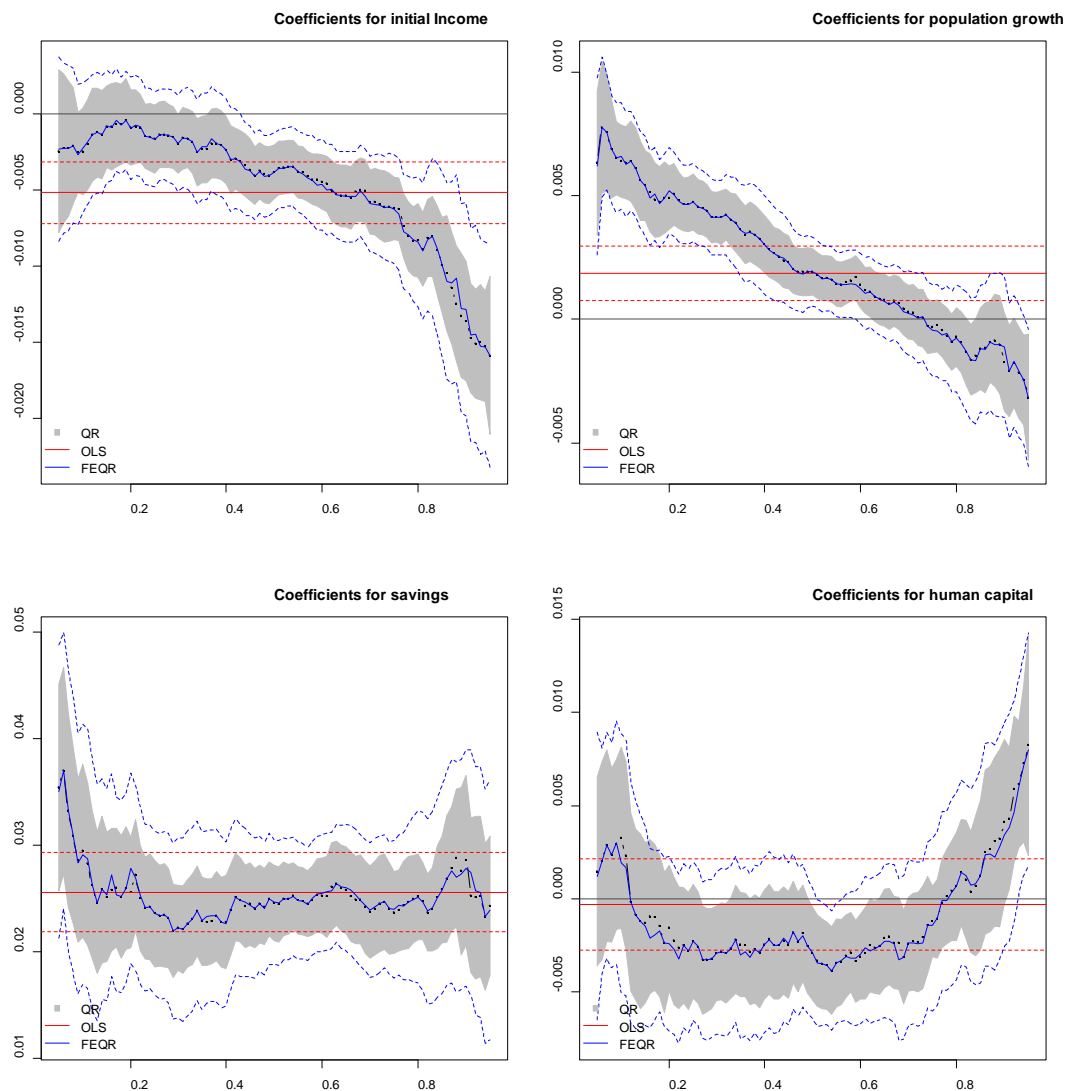 Coefficients for initial Income
0.000
-0.005
-0.010
-0.015
-0.020
QR
OLS
FEQR
0.2 0.4 0.6 0.8
Coefficients for population growth
0.010
0.005
0.000
-0.005
QR
OLS
FEQR
0.2 0.4 0.6 0.8
Coefficients for savings
0.05
0.04
0.03
0.02
0.01
QR
OLS
FEQR
0.2 0.4 0.6 0.8
Coefficients for human capital
0.015
0.010
0.005
0.000
-0.005
QR
OLS
FEQR
0.2 0.4 0.6 0.8